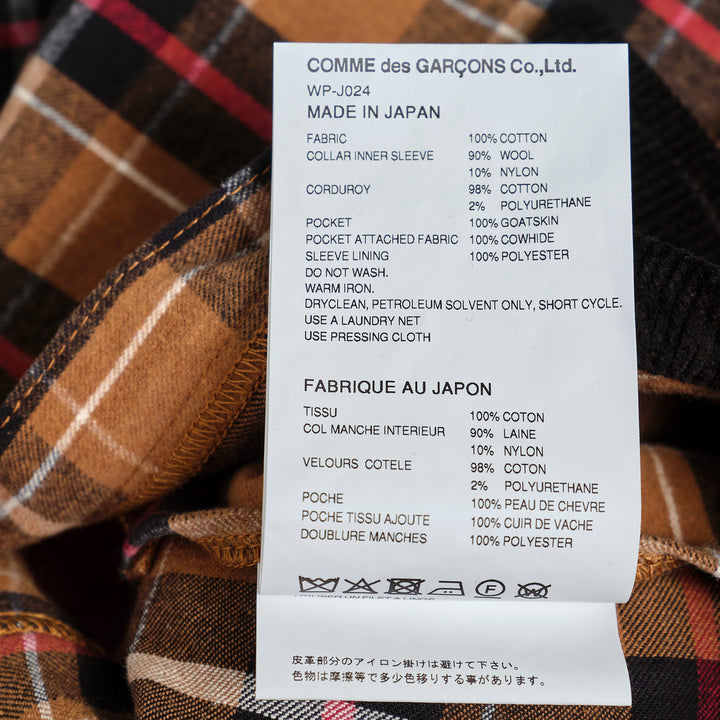 COMME des GARÇONS Co.,Ltd.
WP-J024
MADE IN JAPAN
FABRIC 100% COTTON
COLLAR INNER SLEEVE 90% WOOL
10% NYLON
CORDUROY 98% COTTON
2% POLYURETHANE
POCKET 100% GOATSKIN
POCKET ATTACHED FABRIC 100% COWHIDE
SLEEVE LINING 100% POLYESTER
DO NOT WASH.
WARM IRON.
DRYCLEAN, PETROLEUM SOLVENT ONLY, SHORT CYCLE.
USE A LAUNDRY NET
USE PRESSING CLOTH
FABRIQUE AU JAPON
TISSU 100% COTON
COL MANCHE INTERIEUR 90% LAINE
10% NYLON
VELOURS COTELE 98% COTON
2% POLYURETHANE
POCHE 100% PEAU DE CHEVRE
POCHE TISSU AJOUTE 100% CUIR DE VACHE
DOUBLURE MANCHES 100% POLYESTER
UTILISER UN FILET A LINGE
皮革部分のアイロン掛けは避けて下さい。
色物は摩擦等で多少色移りする事があります。